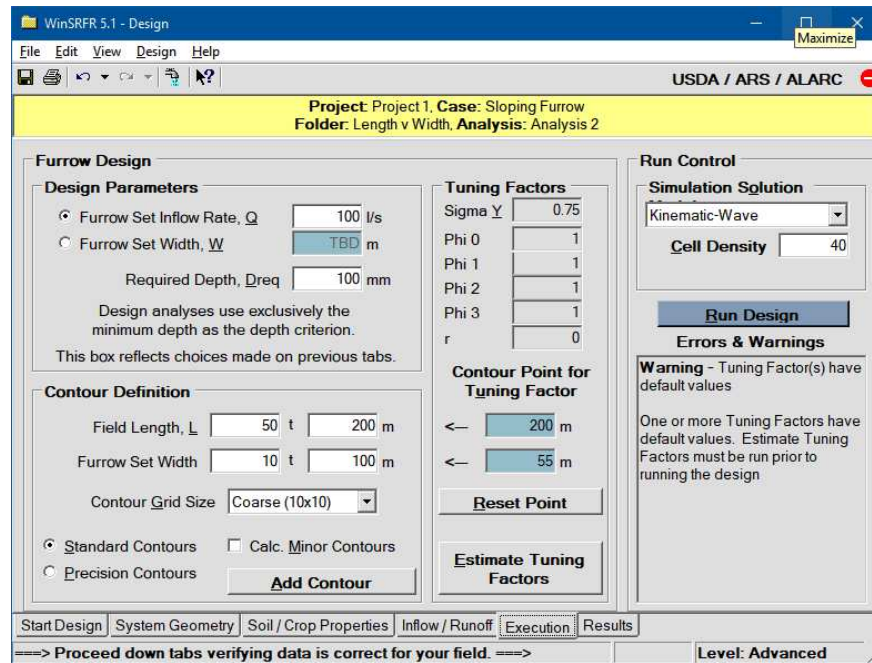 WinSRFR 5.1 - Design
Maximize
File Edit View Design Help
USDA / ARS / ALARC
Project: Project 1, Case: Sloping Furrow
Folder: Length v Width, Analysis: Analysis 2
Furrow Design
Design Parameters
Furrow Set Inflow Rate, Q 100 l/s
Furrow Set Width, W TBD m
Required Depth, Dreq 100 mm
Design analyses use exclusively the
minimum depth as the depth criterion.
This box reflects choices made on previous tabs.
Contour Definition
Field Length, L 50 t 200 m
Furrow Set Width 10 t 100 m
Contour Grid Size Coarse (10x10)
Standard Contours Calc. Minor Contours
Precision Contours Add Contour
Tuning Factors
Sigma Y 0.75
Phi 0 1
Phi 1 1
Phi 2 1
Phi 3 1
r 0
Contour Point for
Tuning Factor
<--- 200 m
<--- 55 m
Reset Point
Estimate Tuning
Factors
Run Control
Simulation Solution
Kinematic-Wave
Cell Density 40
Run Design
Errors & Warnings
Warning - Tuning Factor(s) have
default values
One or more Tuning Factors have
default values. Estimate Tuning
Factors must be run prior to
running the design
Start Design System Geometry Soil / Crop Properties Inflow / Runoff Execution Results
===> Proceed down tabs verifying data is correct for your field. ===> Level: Advanced